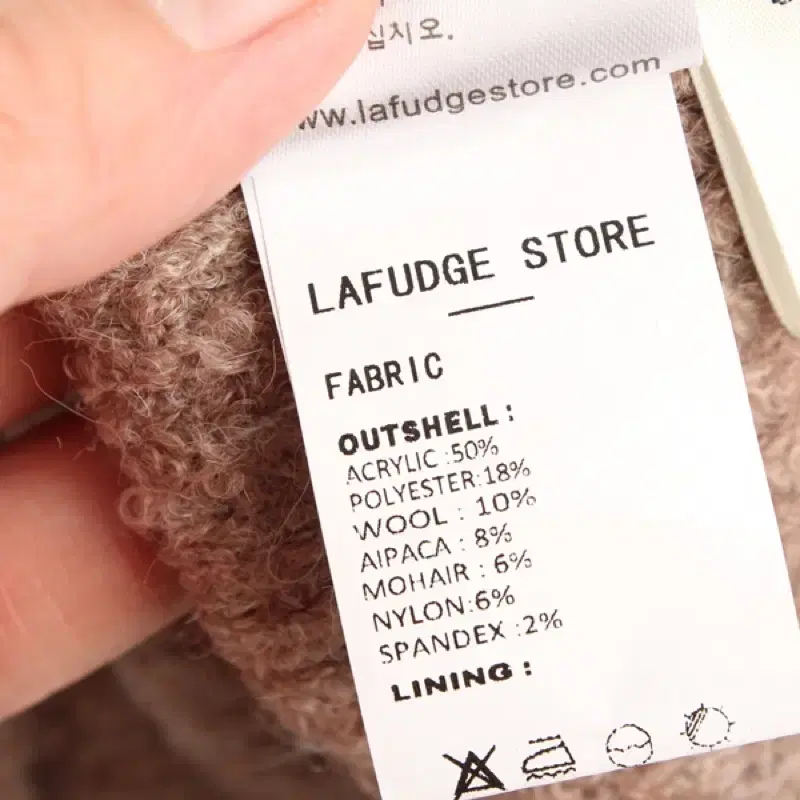 십시오.
www.lafudgestore.com
LAFUDGE STORE
FABRIC
OUTSHELL:
ACRYLIC :50%
POLYESTER:18%
WOOL : 10%
AIPACA : 8%
MOHAIR : 6%
NYLON:6%
SPANDEX :2%
LINING :